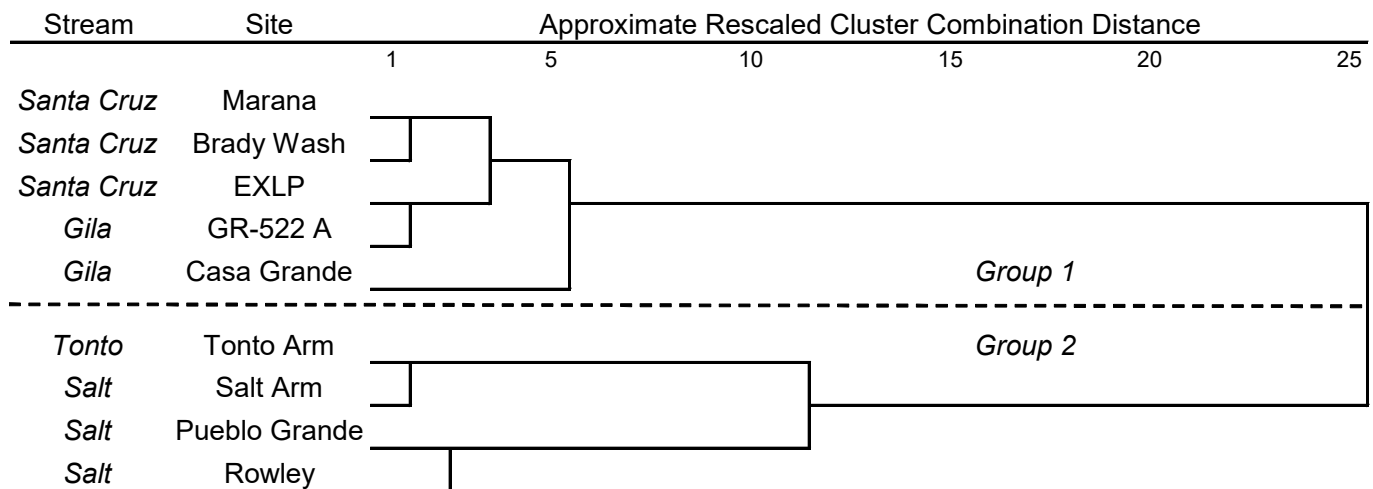 Stream Site Approximate Rescaled Cluster Combination Distance
1 5 10 15 20 25
Santa Cruz Marana
Santa Cruz Brady Wash
Santa Cruz EXLP
Gila GR-522 A
Gila Casa Grande Group 1
Tonto Tonto Arm Group 2
Salt Salt Arm
Salt Pueblo Grande
Salt Rowley